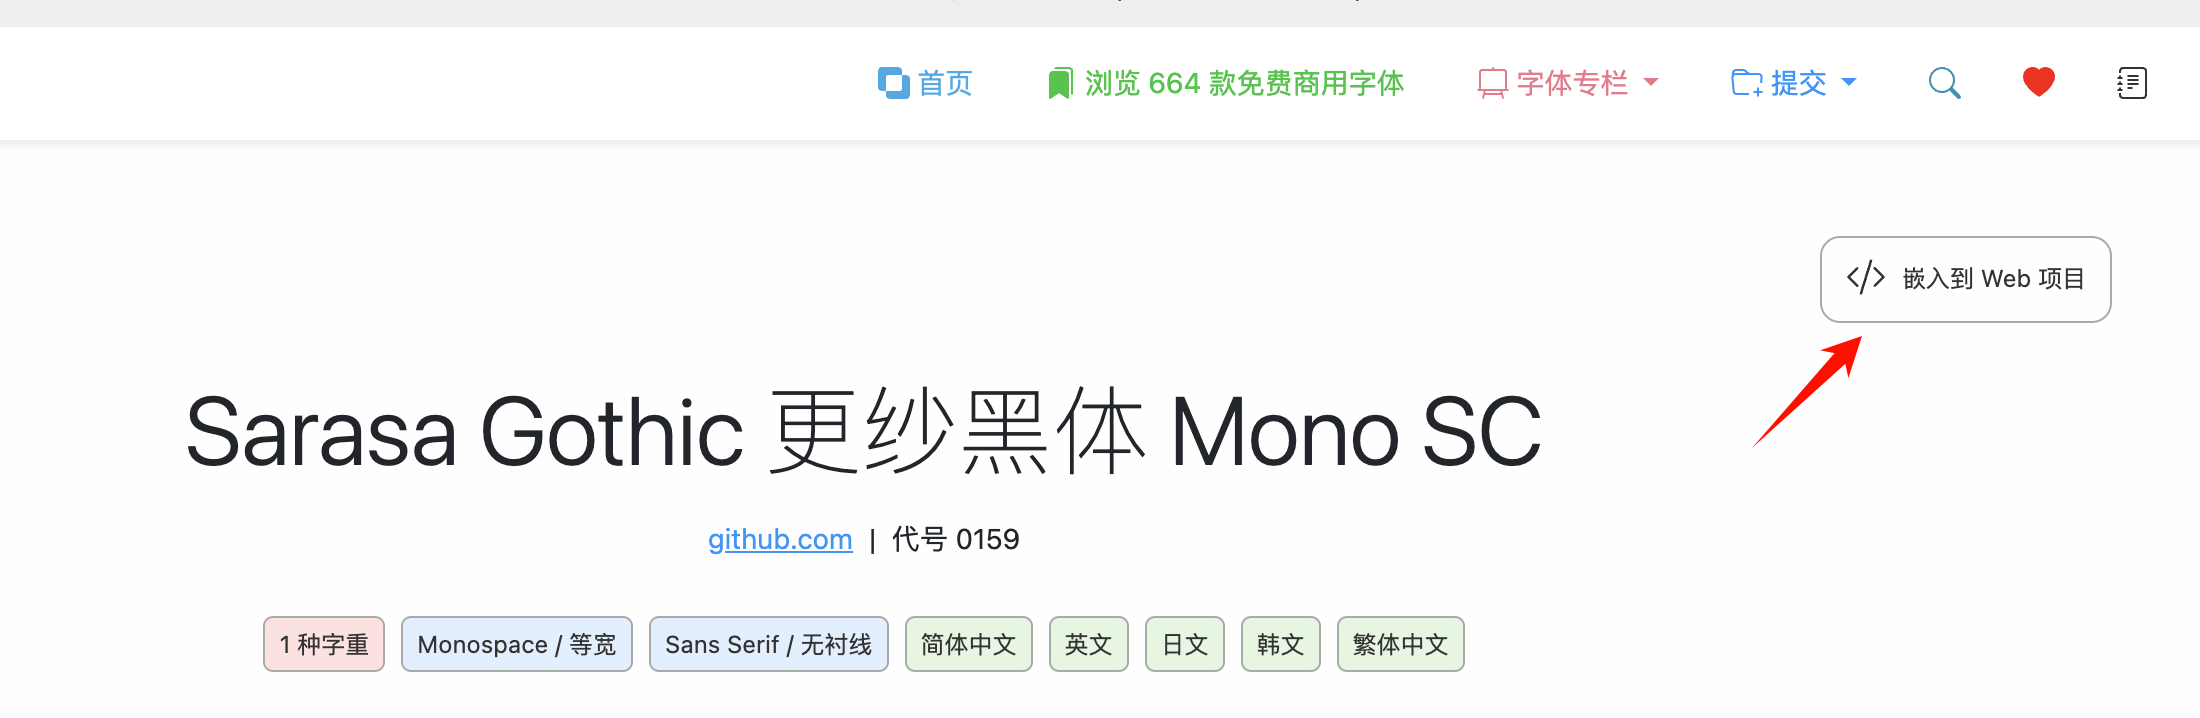 首页 浏览 664 款免费商用字体 字体专栏 提交
</> 嵌入到 Web 项目
Sarasa Gothic 更纱黑体 Mono SC
github.com | 代号 0159
1 种字重 Monospace / 等宽 Sans Serif / 无衬线 简体中文 英文 日文 韩文 繁体中文